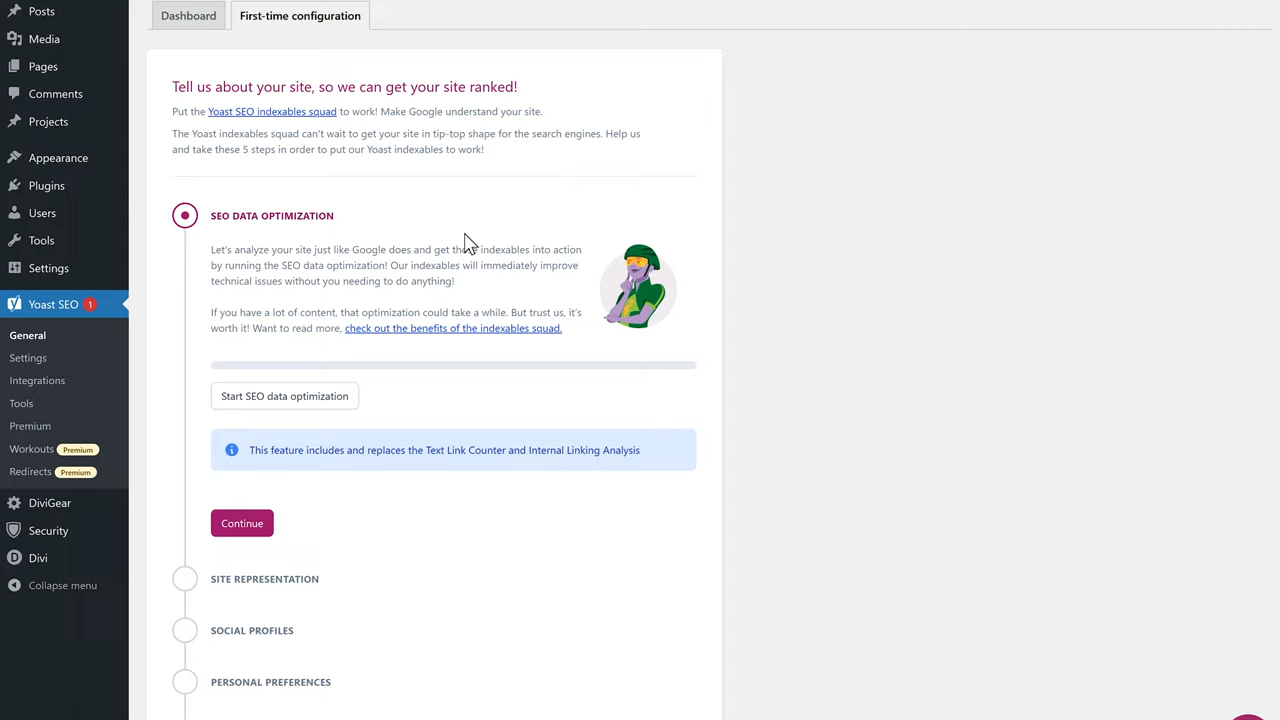 Posts
Media
Pages
Comments
Projects
Appearance
Plugins
Users
Tools
Settings
Yoast SEO 1
General
Settings
Integrations
Tools
Premium
Workouts Premium
Redirects Premium
DiviGear
Security
Divi
Collapse menu
Dashboard
First-time configuration
Tell us about your site, so we can get your site ranked!
Put the Yoast SEO indexables squad to work! Make Google understand your site.
The Yoast indexables squad can't wait to get your site in tip-top shape for the search engines. Help us
and take these 5 steps in order to put our Yoast indexables to work!
SEO DATA OPTIMIZATION
Let's analyze your site just like Google does and get those indexables into action
by running the SEO data optimization! Our indexables will immediately improve
technical issues without you needing to do anything!
If you have a lot of content, that optimization could take a while. But trust us, it's
worth it! Want to read more, check out the benefits of the indexables squad.
Start SEO data optimization
This feature includes and replaces the Text Link Counter and Internal Linking Analysis
Continue
SITE REPRESENTATION
SOCIAL PROFILES
PERSONAL PREFERENCES